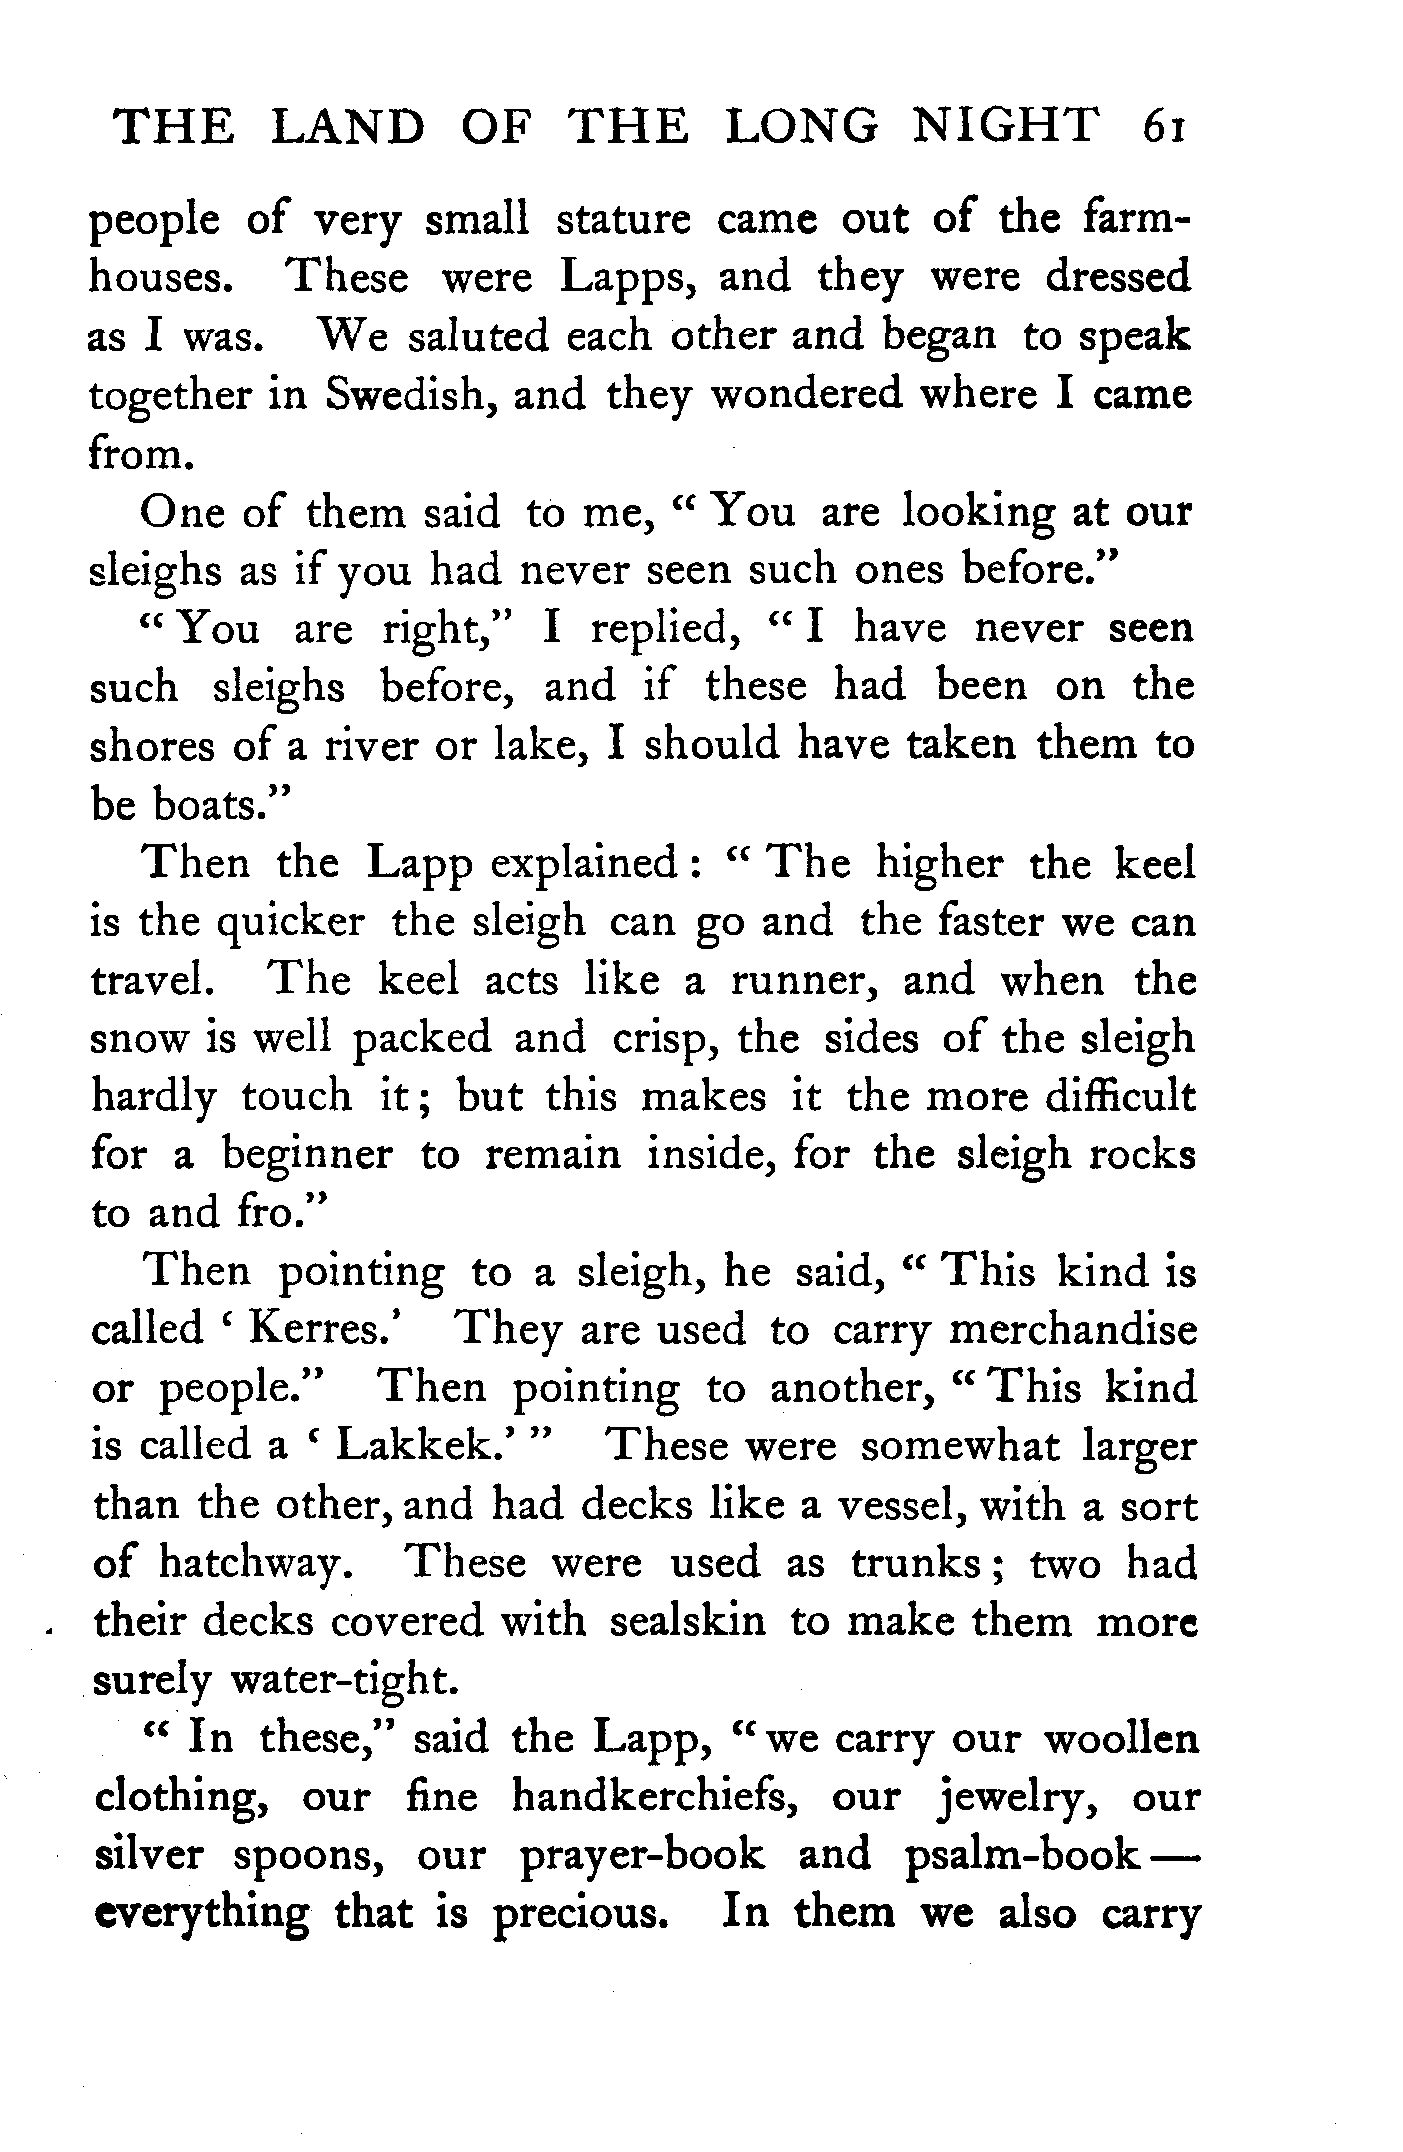 THE LAND OF THE LONG NIGHT 61
people of very small stature came out of the farm-
houses. These were Lapps, and they were dressed
as I was. We saluted each other and began to speak
together in Swedish, and they wondered where I came
from.
One of them said to me, “ You are looking at our
sleighs as if you had never seen such ones before.”
“ You are right,” I replied, “ I have never seen
such sleighs before, and if these had been on the
shores of a river or lake, I should have taken them to
be boats.”
Then the Lapp explained : “ The higher the keel
is the quicker the sleigh can go and the faster we can
travel. The keel acts like a runner, and when the
snow is well packed and crisp, the sides of the sleigh
hardly touch it ; but this makes it the more difficult
for a beginner to remain inside, for the sleigh rocks
to and fro.”
Then pointing to a sleigh, he said, “ This kind is
called ‘ Kerres.’ They are used to carry merchandise
or people.” Then pointing to another, “ This kind
is called a ‘ Lakkek.’ ” These were somewhat larger
than the other, and had decks like a vessel, with a sort
of hatchway. These were used as trunks ; two had
their decks covered with sealskin to make them more
surely water-tight.
“ In these,” said the Lapp, “ we carry our woollen
clothing, our fine handkerchiefs, our jewelry, our
silver spoons, our prayer-book and psalm-book—
everything that is precious. In them we also carry